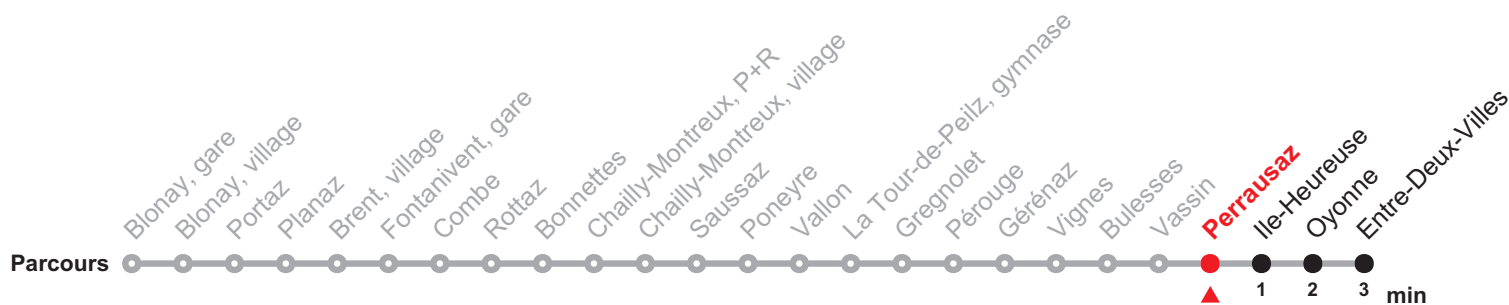 Blonay, gare
Blonay, village
Portaz
Planaz
Brent, village
Fontanivent, gare
Combe
Rottaz
Bonnettes
Chailly-Montreux, P+R
Chailly-Montreux, village
Saussaz
Poneyre
Vallon
La Tour-de-Peilz, gymnase
Gregnolet
Pérouge
Gérénaz
Vignes
Bulesses
Vassin
Perrausaz
Ile-Heureuse
Oyonne
Entre-Deux-Villes
Parcours
1 2 3 min